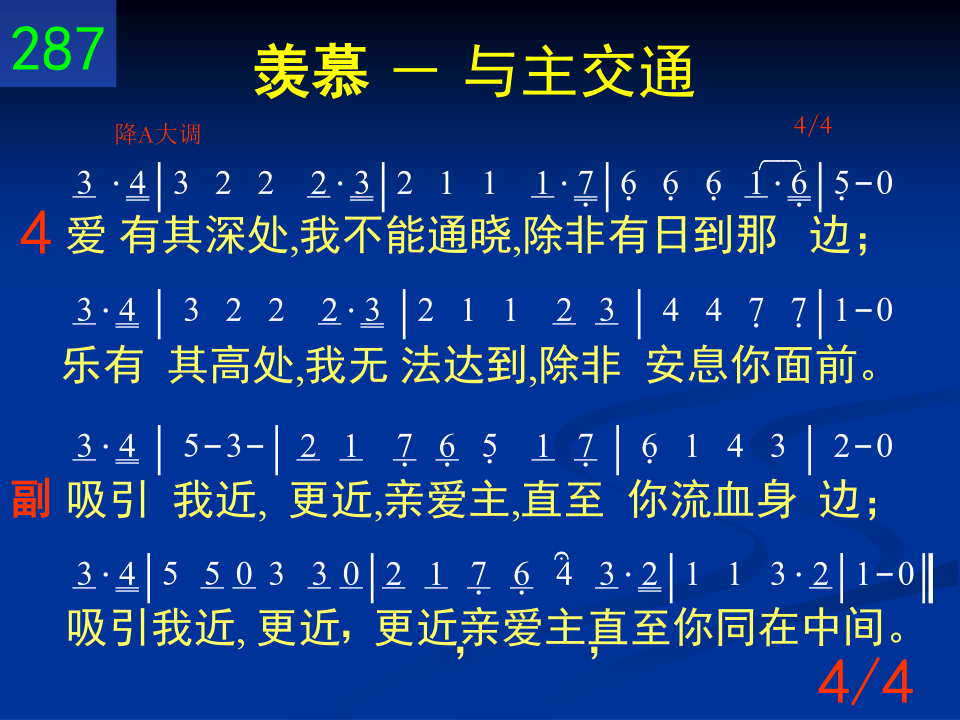 287
羡慕 － 与主交通
降A大调 4/4
3 ·4|3 2 2 2·3|2 1 1 1·7|6 6 6 1·6|5-0
4 爱 有其深处,我不能通晓,除非有日到那 边；
3·4 | 3 2 2 2·3 |2 1 1 2 3 | 4 4 7 7|1-0
乐有 其高处,我无 法达到,除非 安息你面前。
3·4 | 5-3-| 2 1 7 6 5 1 7 | 6 1 4 3 | 2-0
副 吸引 我近, 更近,亲爱主,直至 你流血身 边；
3·4|5 5 0 3 3 0|2 1 7 6 4 3·2|1 1 3·2|1-0‖
吸引我近, 更近，更近,亲爱主,直至你同在中间。
4/4